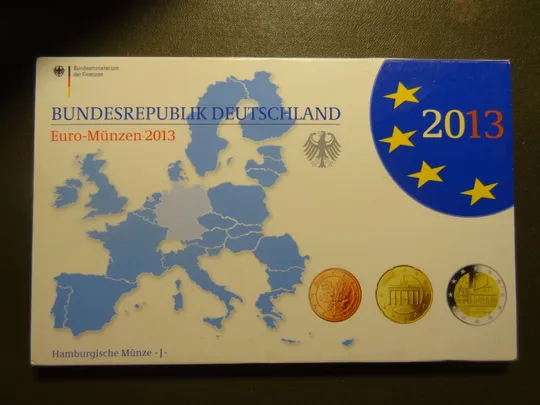 Bundesministerium
der Finanzen
BUNDESREPUBLIK DEUTSCHLAND
Euro-Münzen 2013
2013
Hamburgische Münze -J-